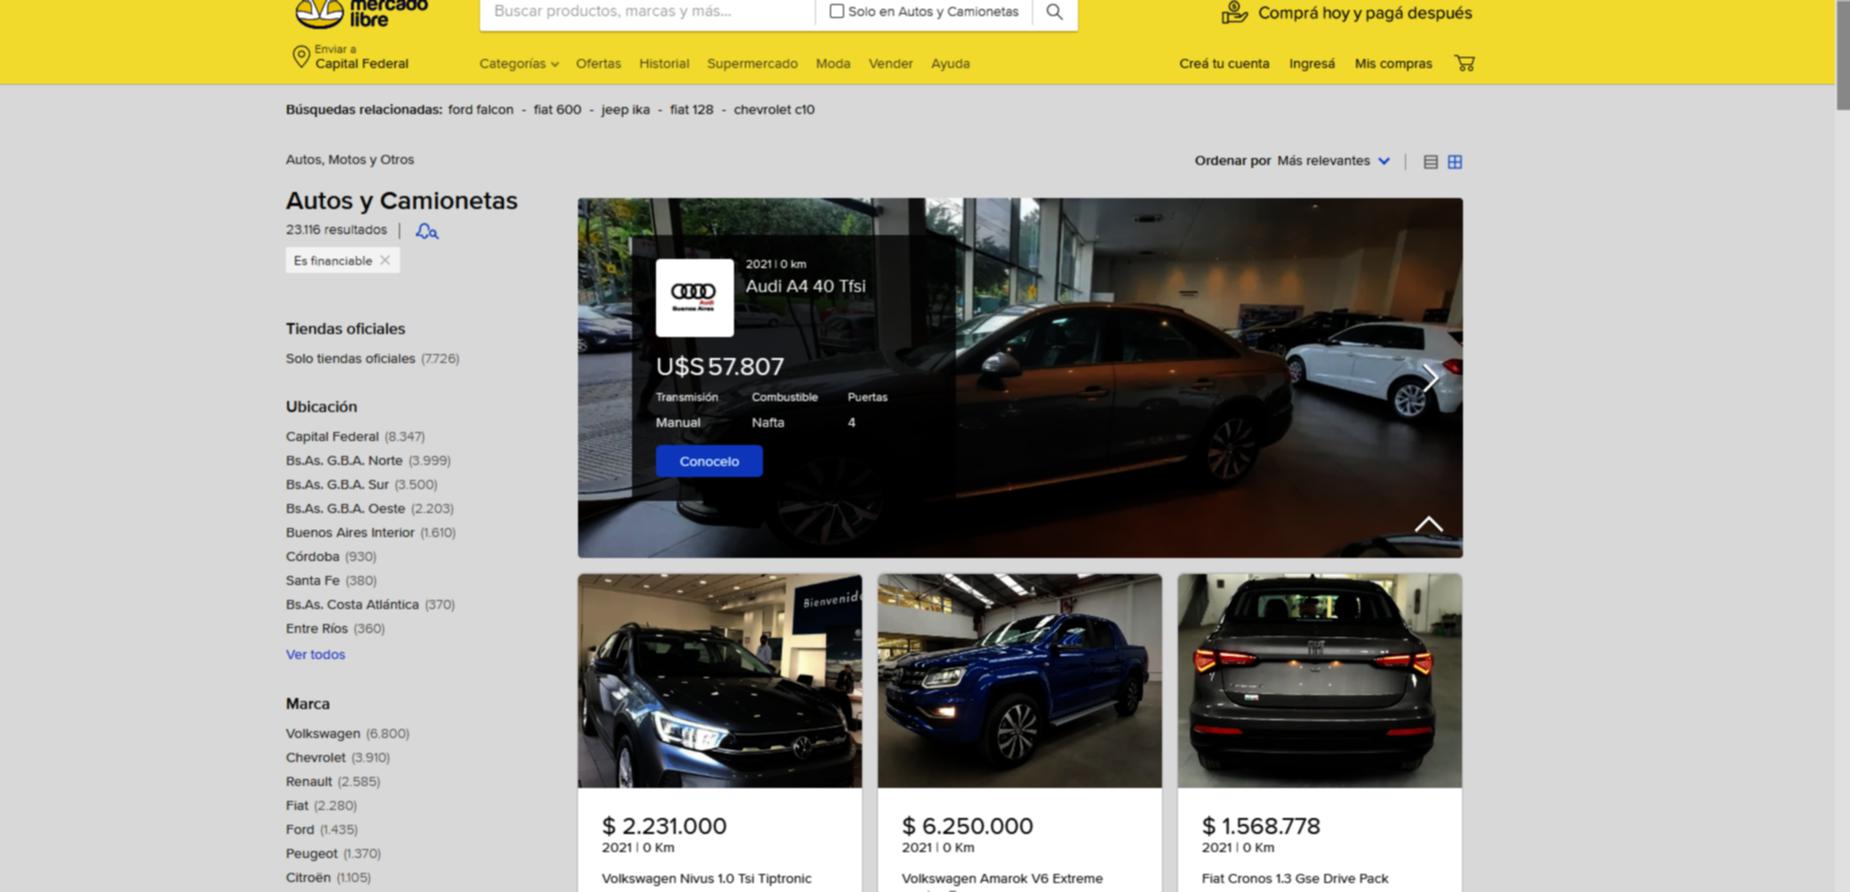 mercado
libre
Buscar productos, marcas y más...
Solo en Autos y Camionetas
Comprá hoy y pagá después
Enviar a
Capital Federal
Categorías
Ofertas
Historial
Supermercado
Moda
Vender
Ayuda
Creá tu cuenta
Ingresá
Mis compras
Búsquedas relacionadas: ford falcon - fiat 600 - jeep ika - fiat 128 - chevrolet c10
Autos, Motos y Otros
Ordenar por Más relevantes
Autos y Camionetas
23.116 resultados
Es financiable
Tiendas oficiales
Solo tiendas oficiales (7.726)
Ubicación
Capital Federal (8.347)
Bs.As. G.B.A. Norte (3.999)
Bs.As. G.B.A. Sur (3.500)
Bs.As. G.B.A. Oeste (2.203)
Buenos Aires Interior (1.610)
Córdoba (930)
Santa Fe (380)
Bs.As. Costa Atlántica (370)
Entre Ríos (360)
Ver todos
Marca
Volkswagen (6.800)
Chevrolet (3.910)
Renault (2.585)
Fiat (2.280)
Ford (1.435)
Peugeot (1.370)
Citroën (1.105)
Audi
Buenos Aires
2021 | 0 km
Audi A4 40 Tfsi
U$S 57.807
Transmisión Combustible Puertas
Manual Nafta 4
Conocelo
Bienvenid
$ 2.231.000
2021 | 0 Km
Volkswagen Nivus 1.0 Tsi Tiptronic
$ 6.250.000
2021 | 0 Km
Volkswagen Amarok V6 Extreme
$ 1.568.778
2021 | 0 Km
Fiat Cronos 1.3 Gse Drive Pack